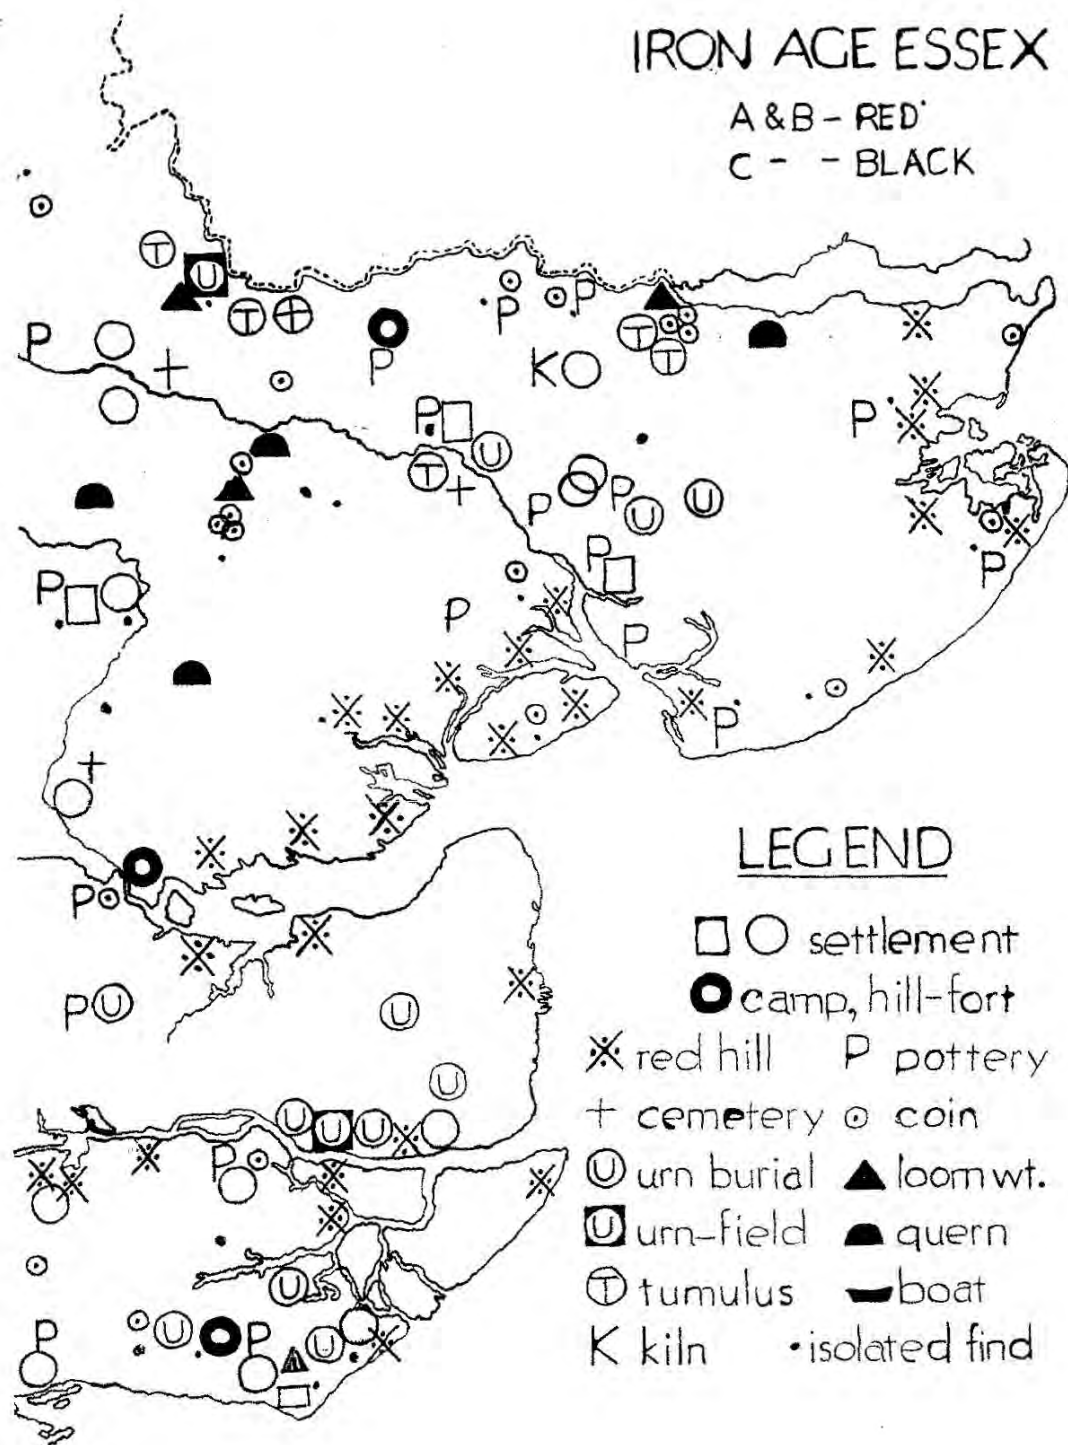 IRON AGE ESSEX
A & B - RED
C - - BLACK
LEGEND
settlement
camp, hill-fort
red hill P pottery
+ cemetery coin
U urn burial loom wt.
U urn-field quern
T tumulus boat
K kiln • isolated find